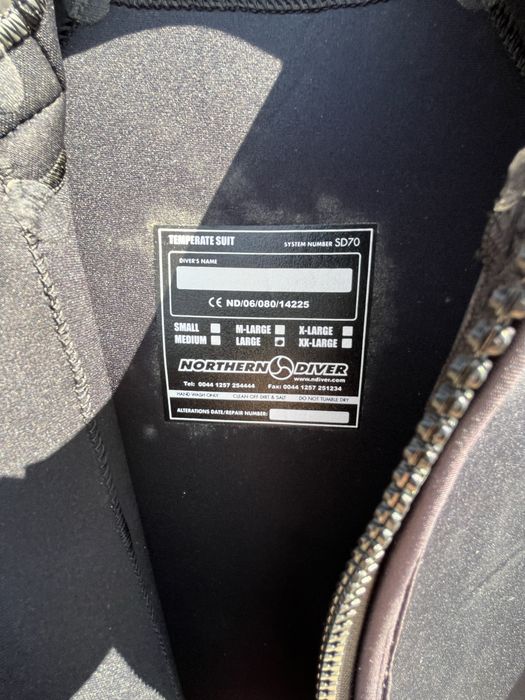 TEMPERATE SUIT SYSTEM NUMBER SD70
DIVER'S NAME
CE ND/06/080/14225
SMALL M-LARGE X-LARGE
MEDIUM LARGE XX-LARGE
NORTHERN DIVER
www.ndiver.com
Tel: 0044 1257 254444 Fax: 0044 1257 251234
HAND WASH ONLY CLEAN OFF DIRT & SALT DO NOT TUMBLE DRY
ALTERATIONS DATE/REPAIR NUMBER: